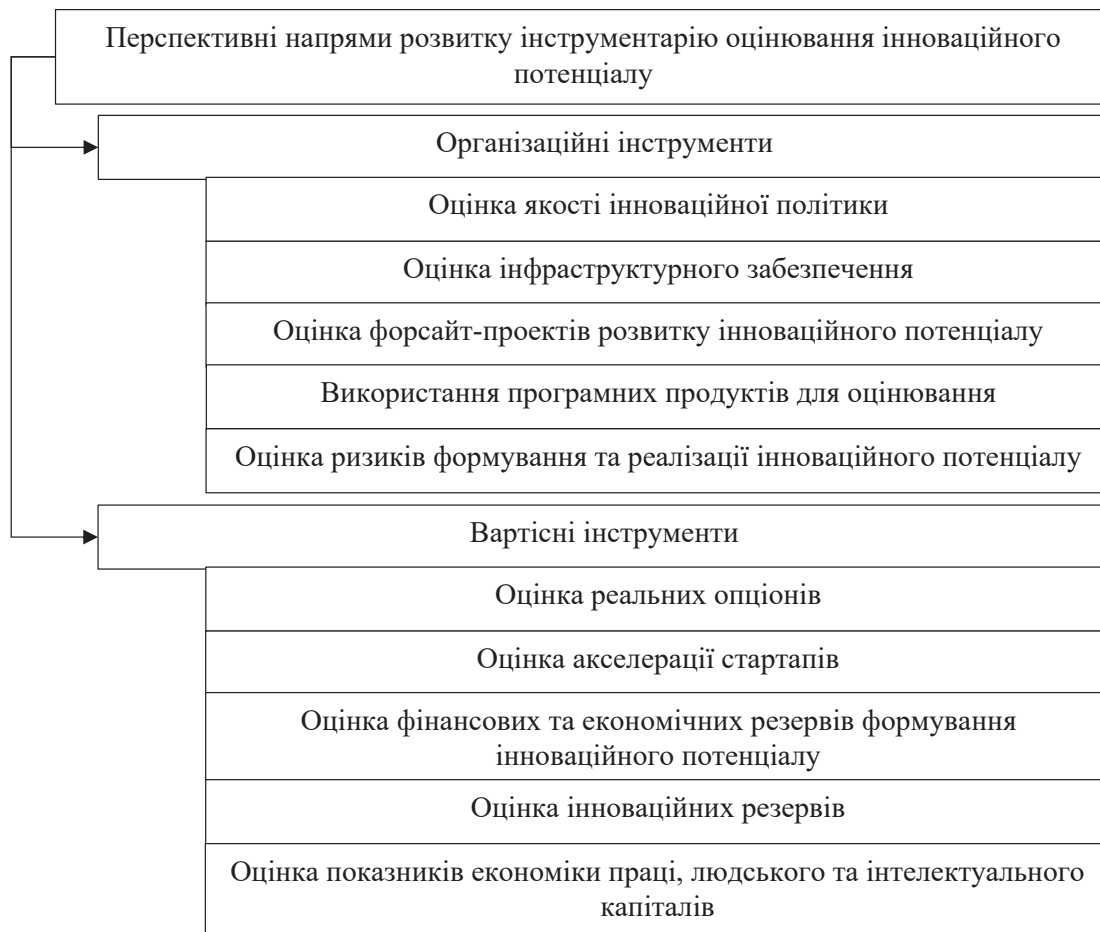 Перспективні напрями розвитку інструментарію оцінювання інноваційного
потенціалу
Організаційні інструменти
Оцінка якості інноваційної політики
Оцінка інфраструктурного забезпечення
Оцінка форсайт-проектів розвитку інноваційного потенціалу
Використання програмних продуктів для оцінювання
Оцінка ризиків формування та реалізації інноваційного потенціалу
Вартісні інструменти
Оцінка реальних опціонів
Оцінка акселерації стартапів
Оцінка фінансових та економічних резервів формування
інноваційного потенціалу
Оцінка інноваційних резервів
Оцінка показників економіки праці, людського та інтелектуального
капіталів